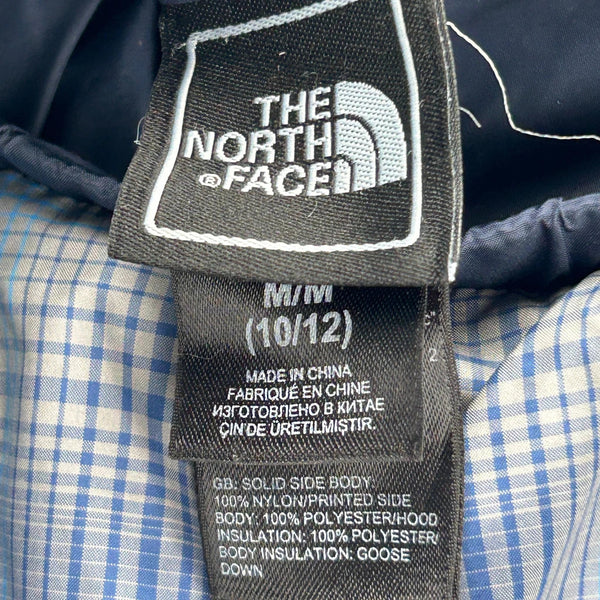 THE
NORTH
® FACE
M/M
(10/12)
MADE IN CHINA
FABRIQUÉ EN CHINE
ИЗГОТОВЛЕНО В КИТАЕ
ÇIN'DE ÜRETILMIŞTIR.
2
GB: SOLID SIDE BODY
100% NYLON/PRINTED SIDE
BODY: 100% POLYESTER/HOOD
INSULATION: 100% POLYESTER/
BODY INSULATION: GOOSE
DOWN